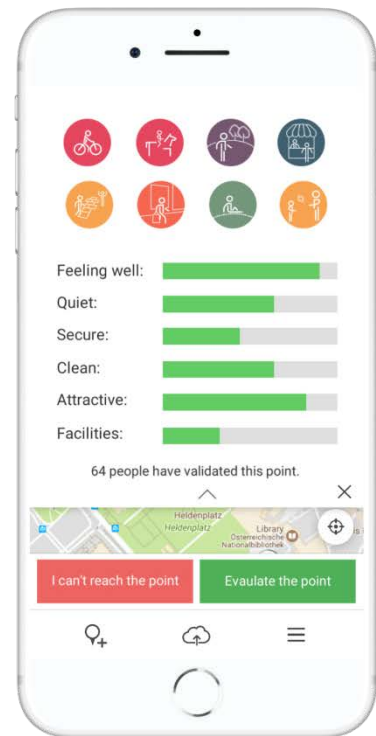 Feeling well:
Quiet:
Secure:
Clean:
Attractive:
Facilities:
64 people have validated this point.
Heldenplatz
Heldenplatz
Library
Österreichische
Nationalbibliothek
I can't reach the point
Evaulate the point